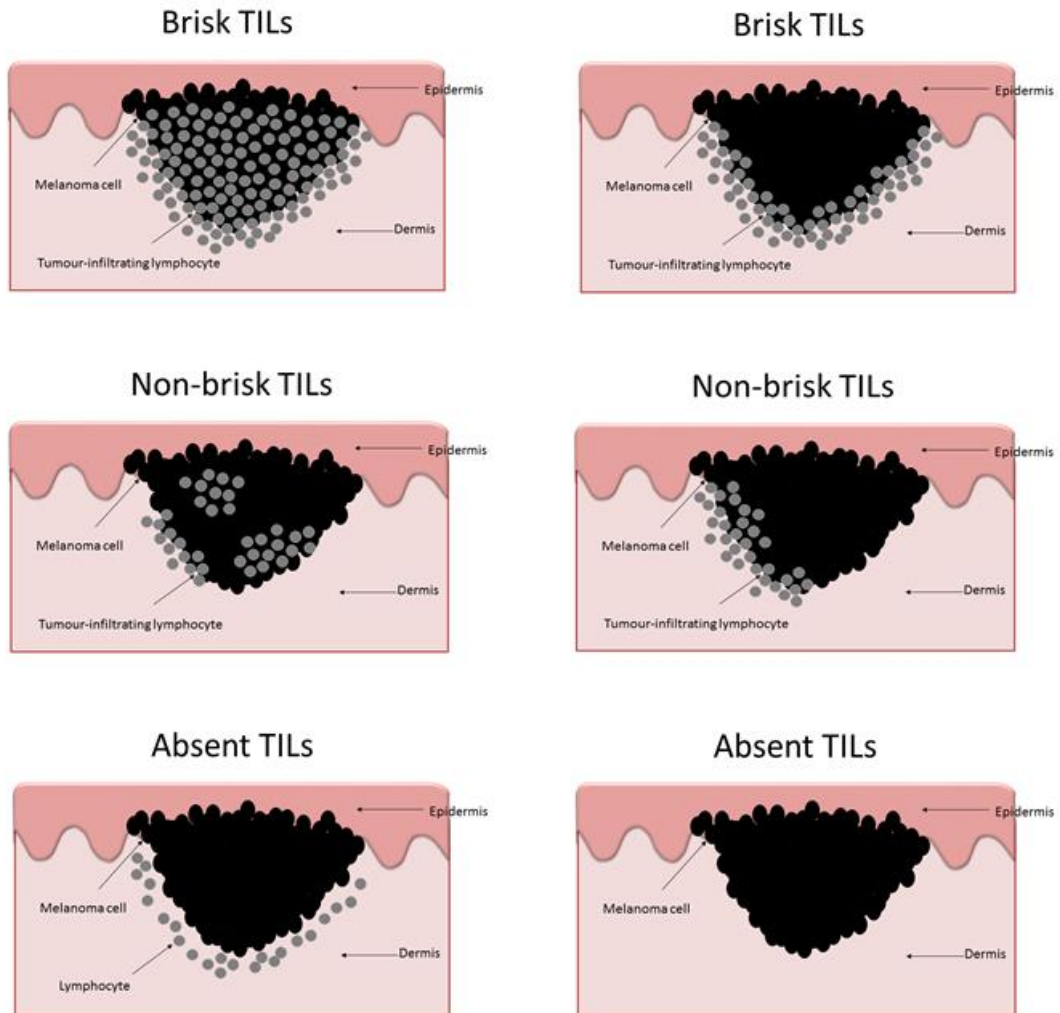 Brisk TILs
Epidermis
Melanoma cell
Dermis
Tumour-infiltrating lymphocyte
Brisk TILs
Epidermis
Melanoma cell
Dermis
Tumour-infiltrating lymphocyte
Non-brisk TILs
Epidermis
Melanoma cell
Dermis
Tumour-infiltrating lymphocyte
Non-brisk TILs
Epidermis
Melanoma cell
Dermis
Tumour-infiltrating lymphocyte
Absent TILs
Epidermis
Melanoma cell
Dermis
Lymphocyte
Absent TILs
Epidermis
Melanoma cell
Dermis